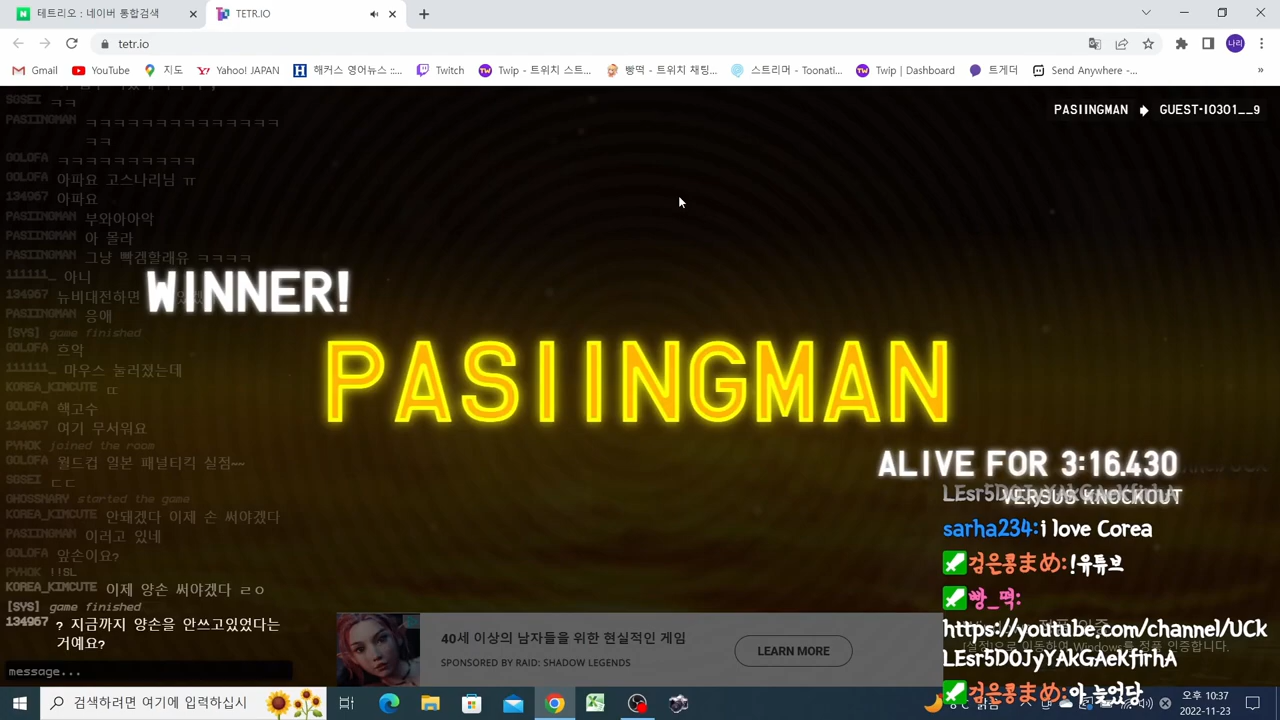 테트리오 : 네이버 통합검색
TETR.IO
tetr.io
나리
Gmail
YouTube
지도
Yahoo! JAPAN
해커스 영어뉴스 ::...
Twitch
Twip - 트위치 스트...
빵떡 - 트위치 채팅...
스트리머 - Toonati...
Twip | Dashboard
트게더
Send Anywhere -...
»
PASIINGMAN
GUEST-IO301__9
SGSEI ㅋㅋ
PASIINGMAN ㅋㅋㅋㅋㅋㅋㅋㅋㅋㅋㅋㅋㅋㅋ
ㅋㅋ
GOLOFA ㅋㅋㅋㅋㅋㅋㅋㅋㅋㅋ
GOLOFA 아파요 고스나리님 ㅠ
134967 아파요
PASIINGMAN 부와아아악
PASIINGMAN 아 몰라
PASIINGMAN 그냥 빡겜할래유 ㅋㅋㅋㅋ
111111_ 아니
134967 뉴비대전하면
PASIINGMAN 응애
[SYS] game finished
GOLOFA 흐악
111111_ 마우스 눌러졌는데
KOREA_KIMCUTE ㄸ
GOLOFA 핵고수
134967 여기 무서워요
PYHOK joined the room
GOLOFA 월드컵 일본 패널티킥 실점~~
SGSEI ㄷㄷ
GHOSSMARY started the game
KOREA_KIMCUTE 안돼겠다 이제 손 써야겠다
PASIINGMAN 이러고 있네
GOLOFA 앞손이요?
PYHOK !!SL
KOREA_KIMCUTE 이제 양손 써야겠다 ㄹㅇ
[SYS] game finished
134967 ? 지금까지 양손을 안쓰고있었다는
거예요?
message...
WINNER!
PASIINGMAN
ALIVE FOR 3:16.430
VERSUS KNOCKOUT
LEsr5DOJyYAkGAeKfirhA
sarha234:i love Corea
검은콩まめ:!유튜브
빵_떡:
https://youtube.com/channel/UCk
LEsr5DOJyYAkGAeKfirhA
검은콩まめ:아 늦었당
40세 이상의 남자들을 위한 현실적인 게임
SPONSORED BY RAID: SHADOW LEGENDS
LEARN MORE
검색하려면 여기에 입력하십시
오후 10:37
2022-11-23